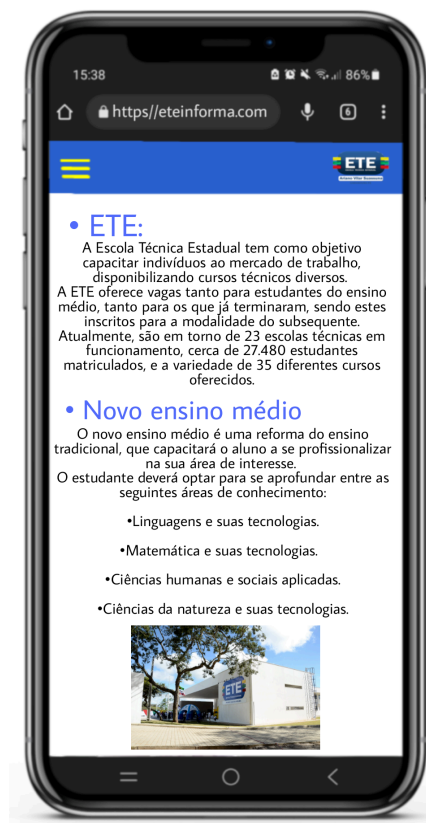 15:38
86%
https//eteinforma.com
6
ETE
• ETE:
A Escola Técnica Estadual tem como objetivo
capacitar indivíduos ao mercado de trabalho,
disponibilizando cursos técnicos diversos.
A ETE oferece vagas tanto para estudantes do ensino
médio, tanto para os que já terminaram, sendo estes
inscritos para a modalidade do subsequente.
Atualmente, são em torno de 23 escolas técnicas em
funcionamento, cerca de 27.480 estudantes
matriculados, e a variedade de 35 diferentes cursos
oferecidos.
• Novo ensino médio
O novo ensino médio é uma reforma do ensino
tradicional, que capacitará o aluno a se profissionalizar
na sua área de interesse.
O estudante deverá optar para se aprofundar entre as
seguintes áreas de conhecimento:
•Linguagens e suas tecnologias.
•Matemática e suas tecnologias.
•Ciências humanas e sociais aplicadas.
•Ciências da natureza e suas tecnologias.
ETE